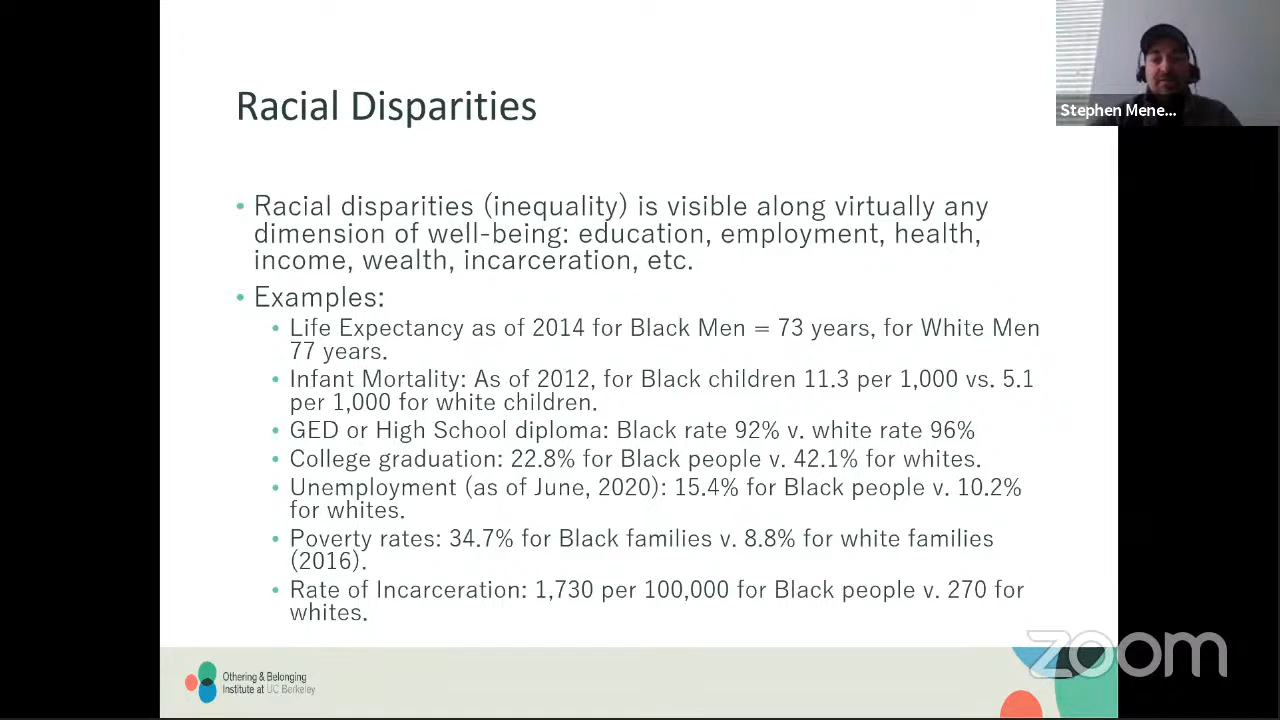 Stephen Mene...
Racial Disparities
• Racial disparities (inequality) is visible along virtually any
dimension of well-being: education, employment, health,
income, wealth, incarceration, etc.
• Examples:
• Life Expectancy as of 2014 for Black Men = 73 years, for White Men
77 years.
• Infant Mortality: As of 2012, for Black children 11.3 per 1,000 vs. 5.1
per 1,000 for white children.
• GED or High School diploma: Black rate 92% v. white rate 96%
• College graduation: 22.8% for Black people v. 42.1% for whites.
• Unemployment (as of June, 2020): 15.4% for Black people v. 10.2%
for whites.
• Poverty rates: 34.7% for Black families v. 8.8% for white families
(2016).
• Rate of Incarceration: 1,730 per 100,000 for Black people v. 270 for
whites.
Othering & Belonging
Institute at UC Berkeley
zoom